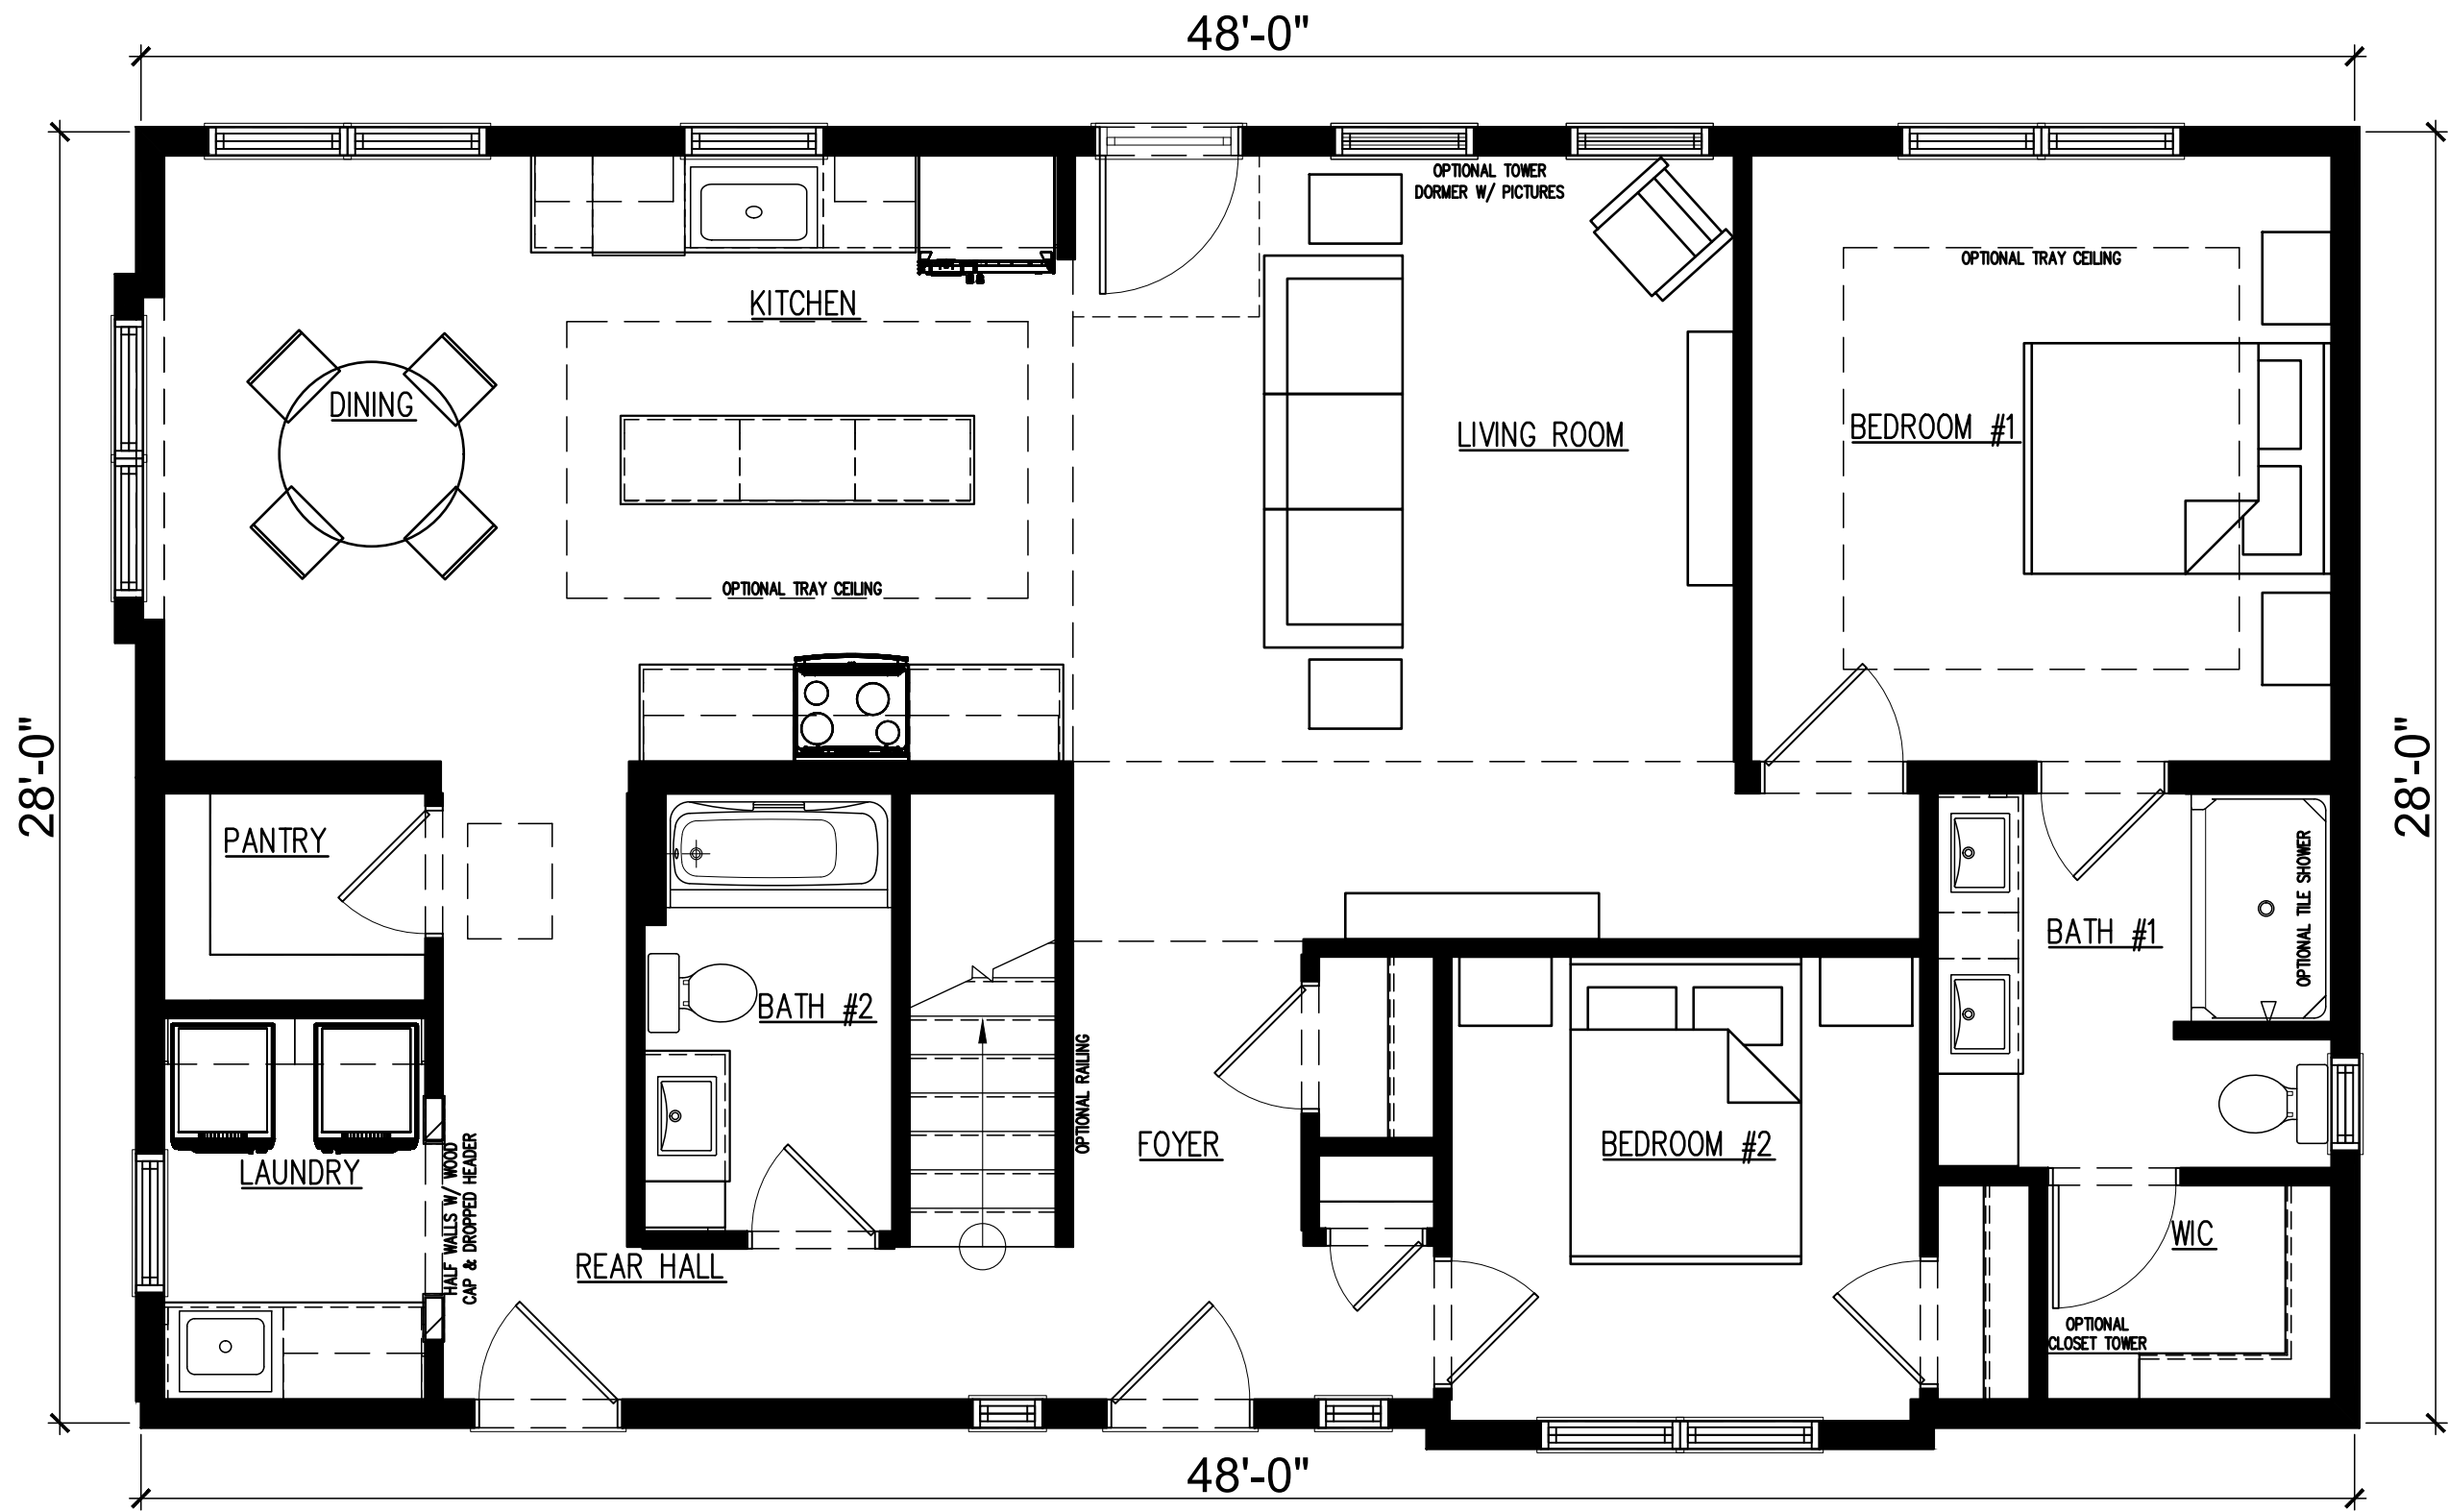 48'-0"
OPTIONAL TOWER
DORMER W/ PICTURES
OPTIONAL TRAY CEILING
KITCHEN
DINING
LIVING ROOM
BEDROOM #1
OPTIONAL TRAY CEILING
28'-0"
28'-0"
PANTRY
OPTIONAL TILE SHOWER
BATH #1
BATH #2
OPTIONAL RAILING
FOYER
BEDROOM #2
LAUNDRY
HALF WALLS W/ WOOD
CAP & DROPPED HEADER
WIC
REAR HALL
OPTIONAL
CLOSET TOWER
48'-0"